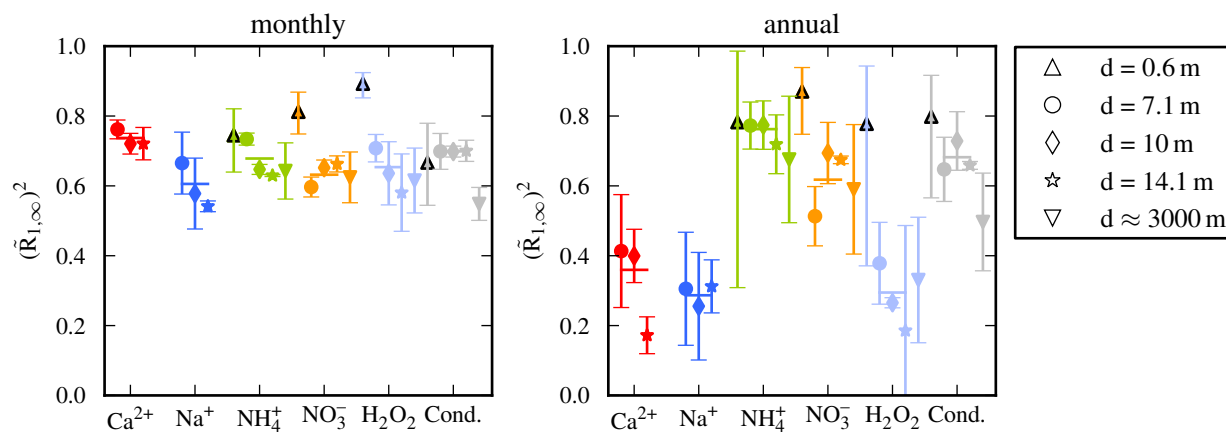 monthly
annual
1.0
0.8
0.6
0.4
0.2
0.0
(R̃₁,∞)²
Ca²⁺ Na⁺ NH₄⁺ NO₃⁻ H₂O₂ Cond.
1.0
0.8
0.6
0.4
0.2
0.0
(R̃₁,∞)²
Ca²⁺ Na⁺ NH₄⁺ NO₃⁻ H₂O₂ Cond.
d = 0.6 m
d = 7.1 m
d = 10 m
d = 14.1 m
d ≈ 3000 m